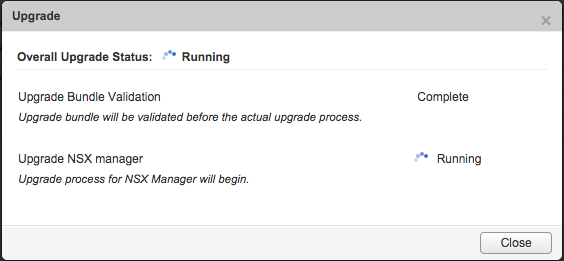 Upgrade
Overall Upgrade Status: Running
Upgrade Bundle Validation Complete
Upgrade bundle will be validated before the actual upgrade process.
Upgrade NSX manager Running
Upgrade process for NSX Manager will begin.
Close